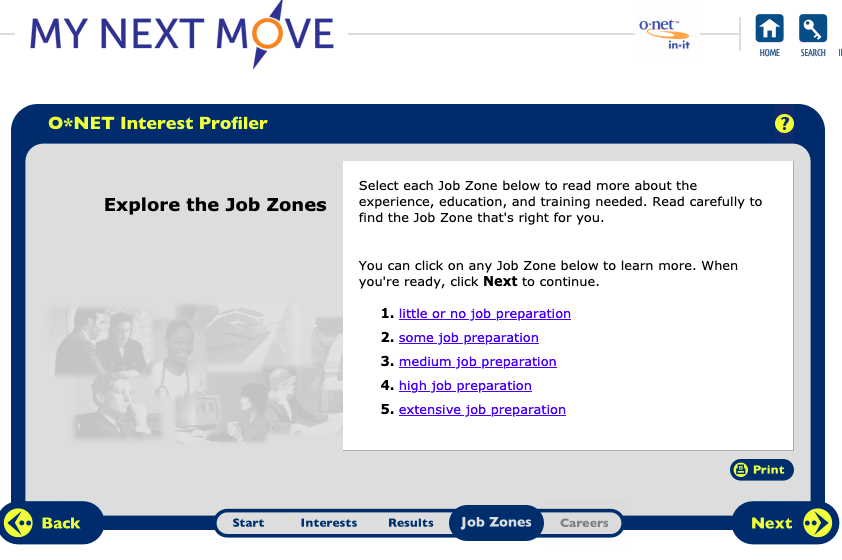 MY NEXT MOVE
o·net™
in·it
HOME
SEARCH
O*NET Interest Profiler
?
Explore the Job Zones
Select each Job Zone below to read more about the
experience, education, and training needed. Read carefully to
find the Job Zone that's right for you.
You can click on any Job Zone below to learn more. When
you're ready, click Next to continue.
1. little or no job preparation
2. some job preparation
3. medium job preparation
4. high job preparation
5. extensive job preparation
Print
Back
Start
Interests
Results
Job Zones
Careers
Next